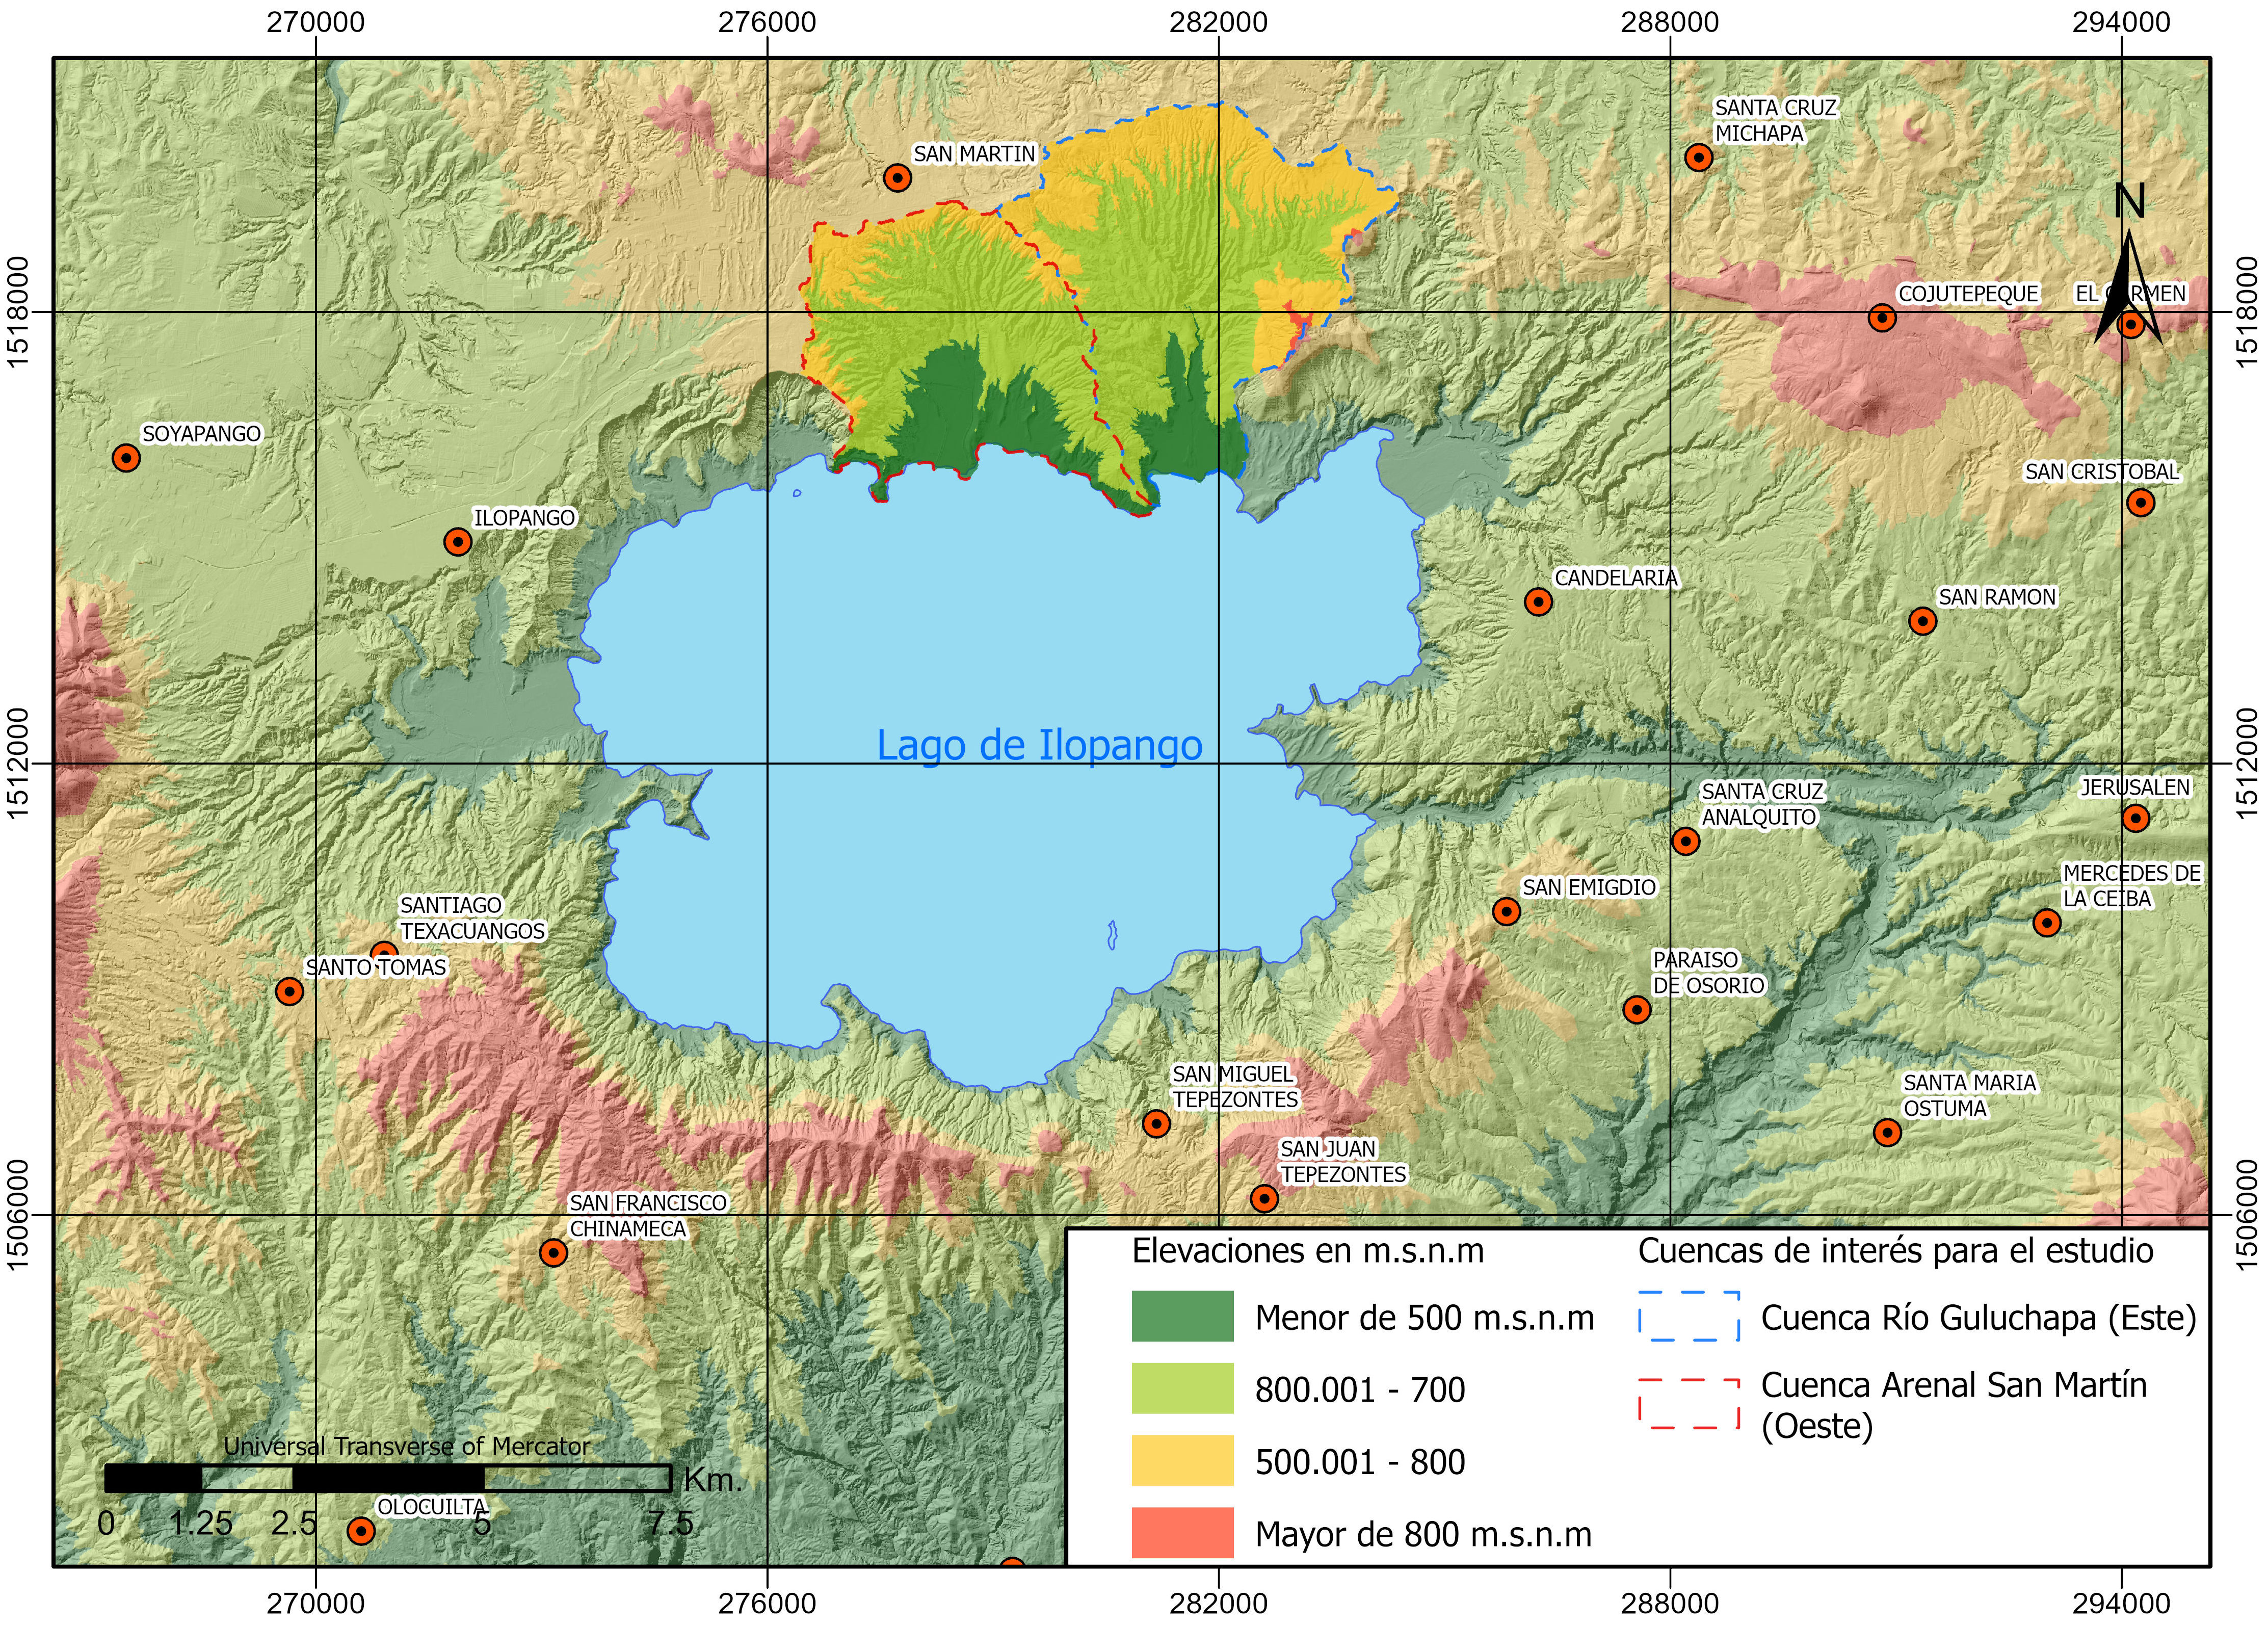 270000
276000
282000
288000
294000
SANTA CRUZ
MICHAPA
SAN MARTIN
N
1518000
1518000
COJUTEPEQUE
EL CARMEN
SOYAPANGO
SAN CRISTOBAL
ILOPANGO
CANDELARIA
SAN RAMON
Lago de Ilopango
1512000
1512000
JERUSALEN
SANTA CRUZ
ANALQUITO
MERCEDES DE
LA CEIBA
SAN EMIGDIO
SANTIAGO
TEXACUANGOS
SANTO TOMAS
PARAISO
DE OSORIO
SAN MIGUEL
TEPEZONTES
SANTA MARIA
OSTUMA
SAN JUAN
TEPEZONTES
SAN FRANCISCO
CHINAMECA
1506000
1506000
Elevaciones en m.s.n.m
Menor de 500 m.s.n.m
800.001 - 700
500.001 - 800
Mayor de 800 m.s.n.m
Cuencas de interés para el estudio
Cuenca Río Guluchapa (Este)
Cuenca Arenal San Martín
(Oeste)
Universal Transverse of Mercator
Km.
OLOCUILTA
0 1.25 2.5 5 7.5
270000
276000
282000
288000
294000